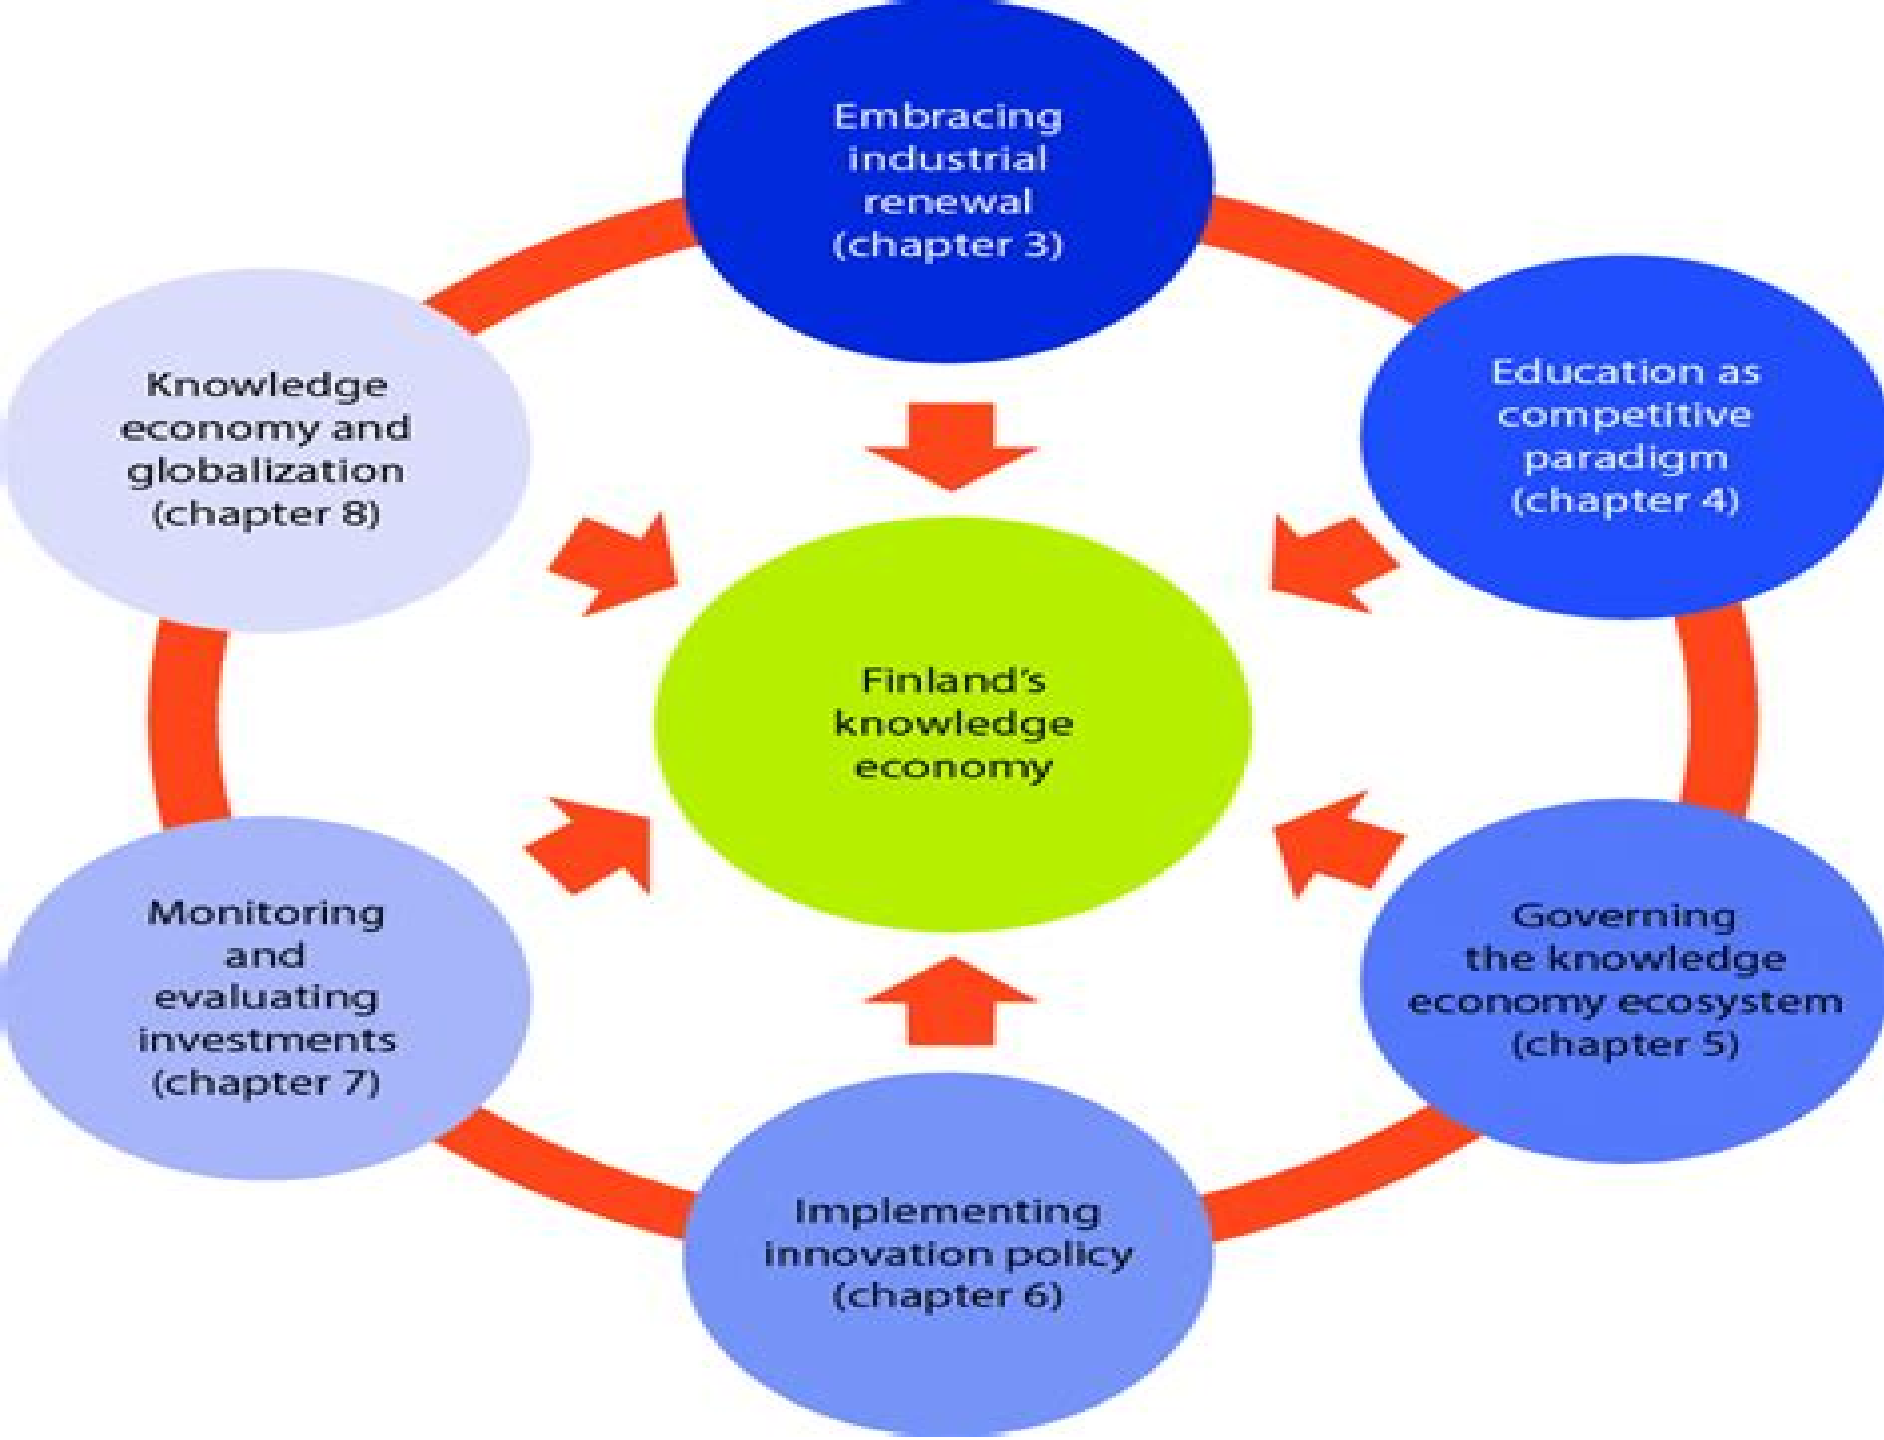 Embracing
industrial
renewal
(chapter 3)
Education as
competitive
paradigm
(chapter 4)
Governing
the knowledge
economy ecosystem
(chapter 5)
Implementing
innovation policy
(chapter 6)
Monitoring
and
evaluating
investments
(chapter 7)
Knowledge
economy and
globalization
(chapter 8)
Finland’s
knowledge
economy